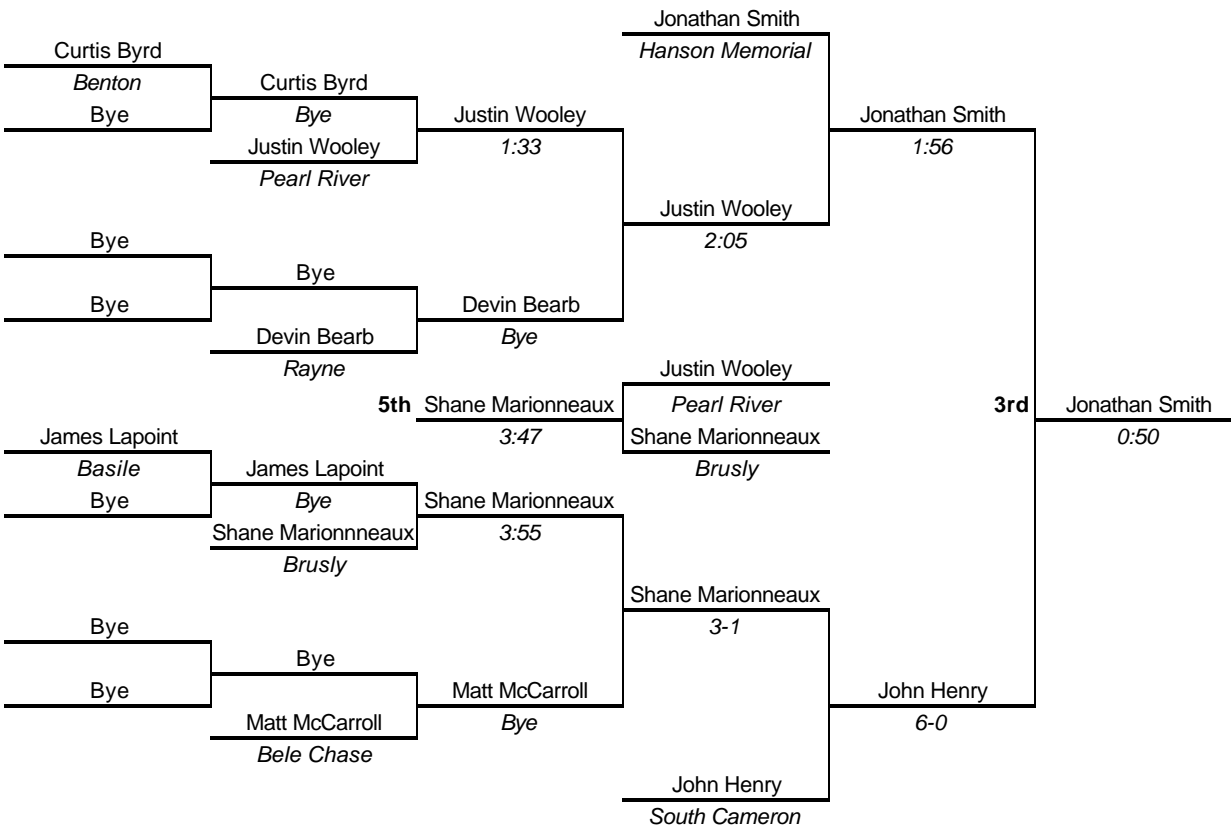 Jonathan Smith
Curtis Byrd
Hanson Memorial
Benton
Curtis Byrd
Bye
Bye
Justin Wooley
Jonathan Smith
Justin Wooley
1:33
1:56
Pearl River
Justin Wooley
Bye
2:05
Bye
Bye
Devin Bearb
Devin Bearb
Bye
Rayne
Justin Wooley
5th Shane Marionneaux
Pearl River
3rd
Jonathan Smith
James Lapoint
3:47
Shane Marionneaux
0:50
Basile
James Lapoint
Brusly
Bye
Bye
Shane Marionneaux
Shane Marionnneaux
3:55
Brusly
Shane Marionneaux
Bye
3-1
Bye
Bye
Matt McCarroll
John Henry
Matt McCarroll
Bye
6-0
Bele Chase
John Henry
South Cameron